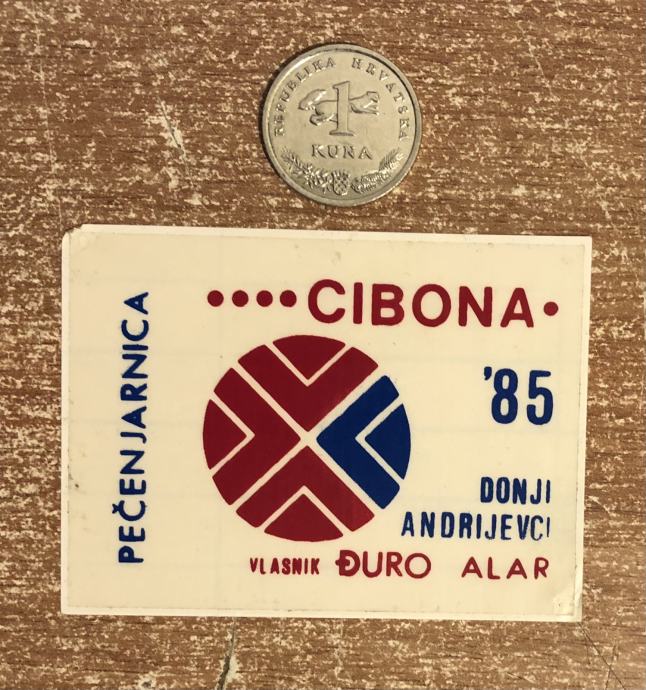 REPUBLIKA HRVATSKA
1
KUNA
CIBONA
PEČENJARNICA
'85
DONJI
ANDRIJEVCI
VLASNIK ĐURO ALAR